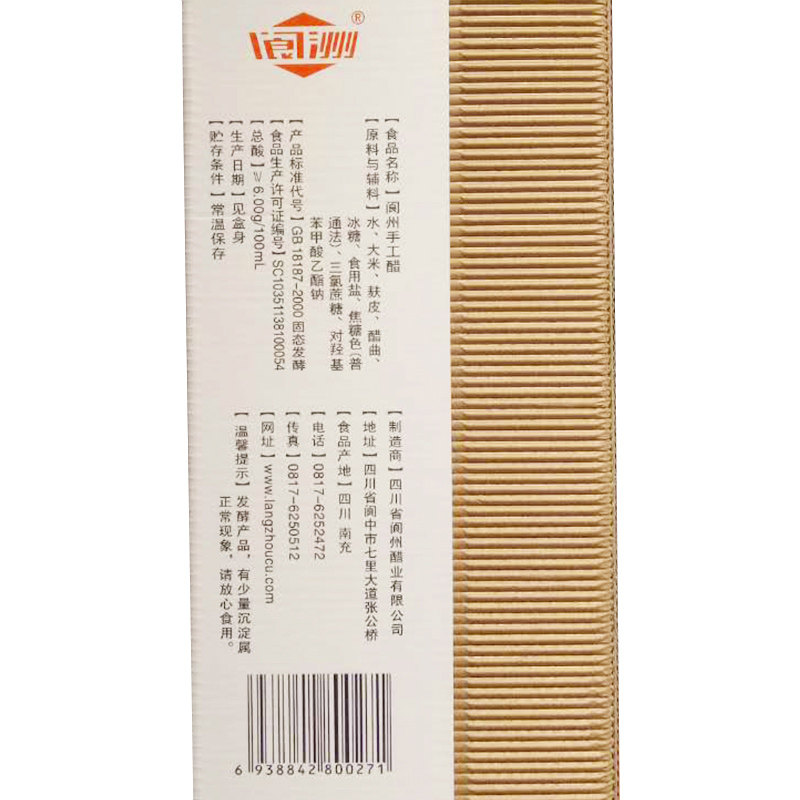 阆州®
【食品名称】阆州手工醋
【原料与辅料】水、大米、麸皮、醋曲、
冰糖、食用盐、焦糖色(普
通法)、三氯蔗糖、对羟基
苯甲酸乙酯钠
【产品标准代号】GB 18187-2000 固态发酵
【食品生产许可证编号】SC10351138100054
【总酸】≥6.00g/100mL
【生产日期】见盒身
【贮存条件】常温保存
【制造商】四川省阆州醋业有限公司
【地址】四川省阆中市七里大道张公桥
【食品产地】四川 南充
【电话】0817-6252472
【传真】0817-6250512
【网址】www.langzhoucu.com
【温馨提示】发酵产品，有少量沉淀属
正常现象，请放心食用。
6 938842 800271